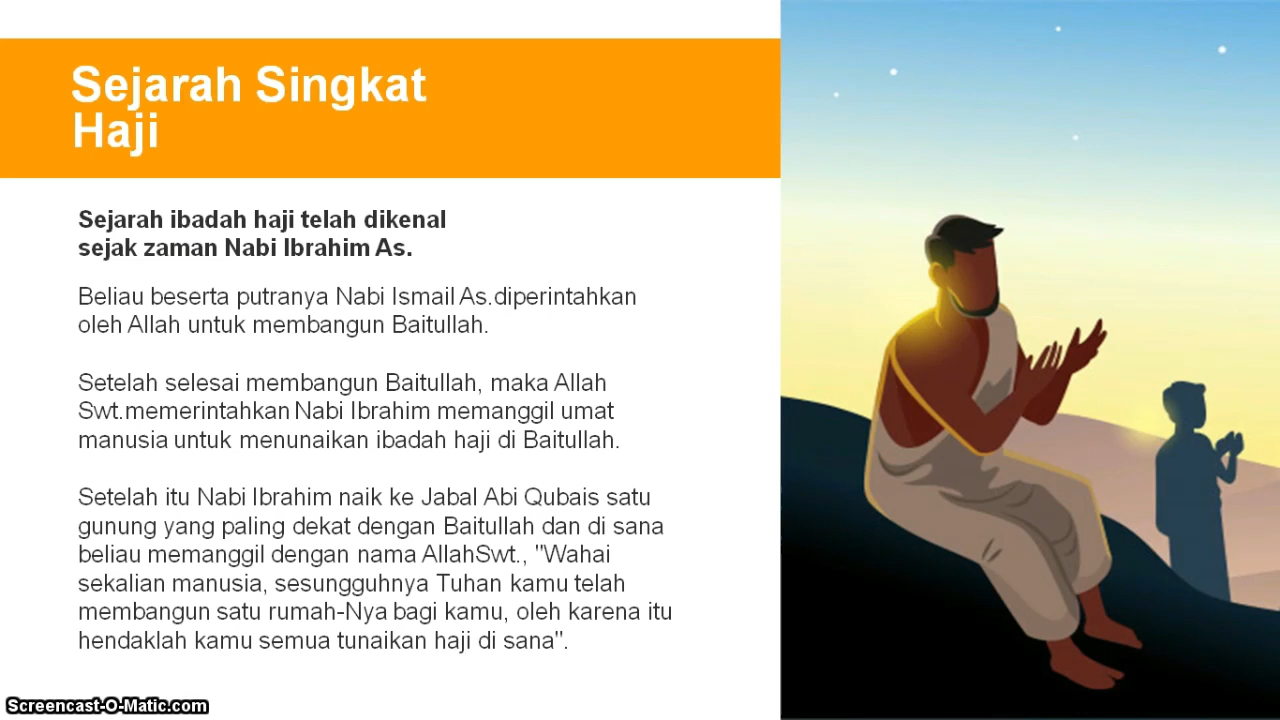 Sejarah Singkat
Haji
Sejarah ibadah haji telah dikenal
sejak zaman Nabi Ibrahim As.
Beliau beserta putranya Nabi Ismail As.diperintahkan
oleh Allah untuk membangun Baitullah.
Setelah selesai membangun Baitullah, maka Allah
Swt.memerintahkan Nabi Ibrahim memanggil umat
manusia untuk menunaikan ibadah haji di Baitullah.
Setelah itu Nabi Ibrahim naik ke Jabal Abi Qubais satu
gunung yang paling dekat dengan Baitullah dan di sana
beliau memanggil dengan nama AllahSwt., "Wahai
sekalian manusia, sesungguhnya Tuhan kamu telah
membangun satu rumah-Nya bagi kamu, oleh karena itu
hendaklah kamu semua tunaikan haji di sana".
Screencast-O-Matic.com